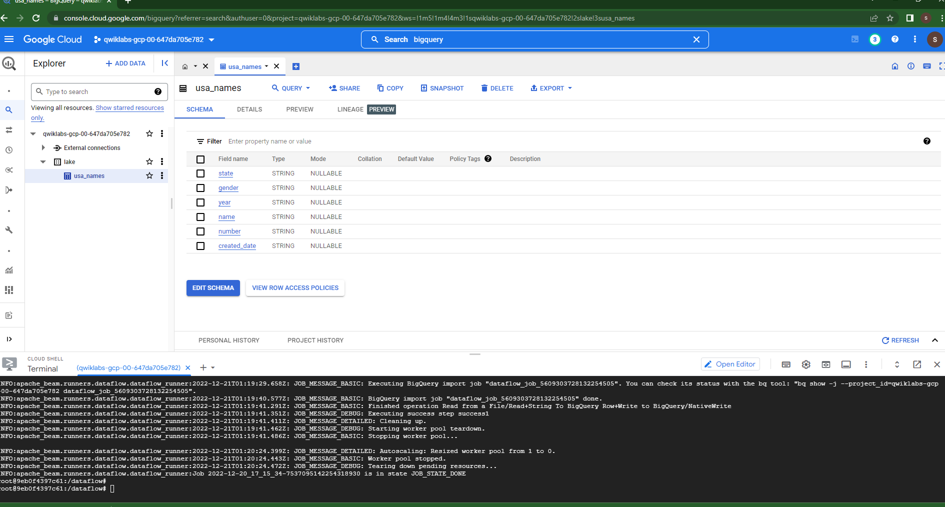 usa_names – BigQuery – qwikl
console.cloud.google.com/bigquery?referrer=search&authuser=0&project=qwiklabs-gcp-00-647da705e782&ws=!1m5!1m4!4m3!1sqwiklabs-gcp-00-647da705e782!2slake!3susa_names
Google Cloud
qwiklabs-gcp-00-647da705e782
Search bigquery
3
S
Explorer
+ ADD DATA
usa_names
Type to search
Viewing all resources. Show starred resources only.
qwiklabs-gcp-00-647da705e782
External connections
lake
usa_names
usa_names
QUERY
SHARE
COPY
SNAPSHOT
DELETE
EXPORT
SCHEMA DETAILS PREVIEW LINEAGE PREVIEW
Filter Enter property name or value
Field name Type Mode Collation Default Value Policy Tags Description
state STRING NULLABLE
gender STRING NULLABLE
year STRING NULLABLE
name STRING NULLABLE
number STRING NULLABLE
created_date STRING NULLABLE
EDIT SCHEMA VIEW ROW ACCESS POLICIES
PERSONAL HISTORY PROJECT HISTORY REFRESH
CLOUD SHELL
Terminal (qwiklabs-gcp-00-647da705e782) Open Editor
NFO:apache_beam.runners.dataflow.dataflow_runner:2022-12-21T01:19:29.658Z: JOB_MESSAGE_BASIC: Executing BigQuery import job "dataflow_job_5609303728132254505". You can check its status with the bq tool: "bq show -j --project_id=qwiklabs-gcp-
00-647da705e782 dataflow_job_5609303728132254505".
NFO:apache_beam.runners.dataflow.dataflow_runner:2022-12-21T01:19:40.577Z: JOB_MESSAGE_BASIC: BigQuery import job "dataflow_job_5609303728132254505" done.
NFO:apache_beam.runners.dataflow.dataflow_runner:2022-12-21T01:19:41.291Z: JOB_MESSAGE_BASIC: Finished operation Read from a File/Read+String To BigQuery Row+Write to BigQuery/NativeWrite
NFO:apache_beam.runners.dataflow.dataflow_runner:2022-12-21T01:19:41.351Z: JOB_MESSAGE_DEBUG: Executing success step success1
NFO:apache_beam.runners.dataflow.dataflow_runner:2022-12-21T01:19:41.411Z: JOB_MESSAGE_DETAILED: Cleaning up.
NFO:apache_beam.runners.dataflow.dataflow_runner:2022-12-21T01:19:41.462Z: JOB_MESSAGE_DEBUG: Starting worker pool teardown.
NFO:apache_beam.runners.dataflow.dataflow_runner:2022-12-21T01:19:41.486Z: JOB_MESSAGE_BASIC: Stopping worker pool...
NFO:apache_beam.runners.dataflow.dataflow_runner:2022-12-21T01:20:24.399Z: JOB_MESSAGE_DETAILED: Autoscaling: Resized worker pool from 1 to 0.
NFO:apache_beam.runners.dataflow.dataflow_runner:2022-12-21T01:20:24.443Z: JOB_MESSAGE_BASIC: Worker pool stopped.
NFO:apache_beam.runners.dataflow.dataflow_runner:2022-12-21T01:20:24.472Z: JOB_MESSAGE_DEBUG: Tearing down pending resources...
NFO:apache_beam.runners.dataflow.dataflow_runner:Job 2022-12-20_17_15_34-7537095142254318930 is in state JOB_STATE_DONE
root@9eb0f4397c61:/dataflow#
root@9eb0f4397c61:/dataflow#